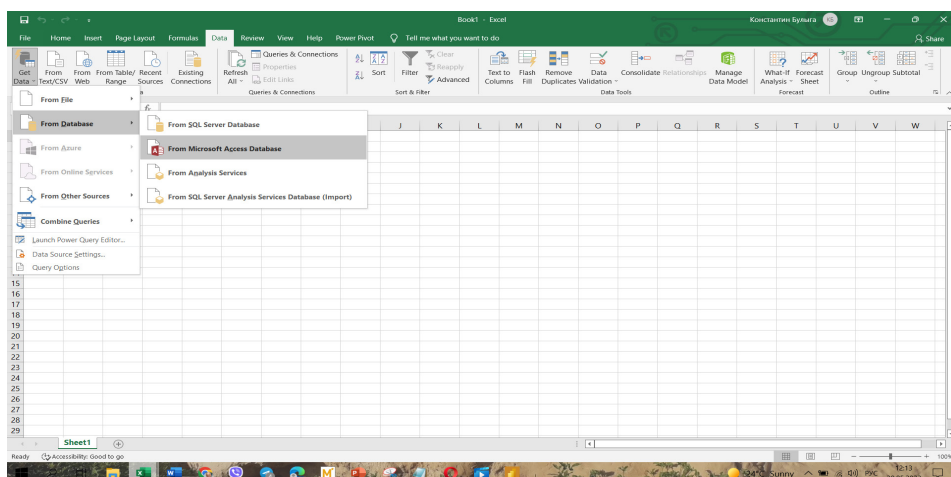 Book1 - Excel
Константин Булыга КБ
File Home Insert Page Layout Formulas Data Review View Help Power Pivot Tell me what you want to do Share
Get Data From Text/CSV From Web From Table/ Range Recent Sources Existing Connections
Refresh All Queries & Connections Properties Edit Links
Sort Filter Clear Reapply Advanced
Text to Columns Flash Fill Remove Duplicates Data Validation Consolidate Relationships Manage Data Model
What-If Analysis Forecast Sheet Group Ungroup Subtotal
Queries & Connections Sort & Filter Data Tools Forecast Outline
From File
From Database
From Azure
From Online Services
From Other Sources
Combine Queries
Launch Power Query Editor...
Data Source Settings...
Query Options
From SQL Server Database
From Microsoft Access Database
From Analysis Services
From SQL Server Analysis Services Database (Import)
J K L M N O P Q R S T U V W
15
16
17
18
19
20
21
22
23
24
25
26
27
28
29
Sheet1
Ready Accessibility: Good to go 100%
24°C Sunny РУС 12:13